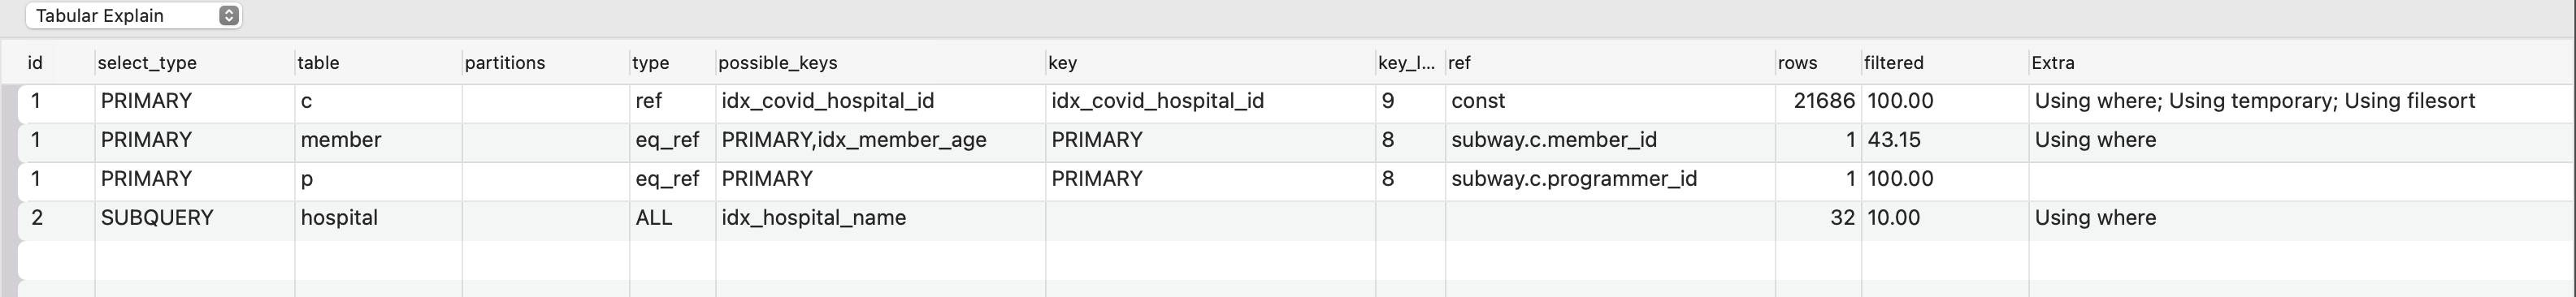 Tabular Explain
id select_type table partitions type possible_keys key key_l... ref rows filtered Extra
1 PRIMARY c ref idx_covid_hospital_id idx_covid_hospital_id 9 const 21686 100.00 Using where; Using temporary; Using filesort
1 PRIMARY member eq_ref PRIMARY,idx_member_age PRIMARY 8 subway.c.member_id 1 43.15 Using where
1 PRIMARY p eq_ref PRIMARY PRIMARY 8 subway.c.programmer_id 1 100.00
2 SUBQUERY hospital ALL idx_hospital_name 32 10.00 Using where